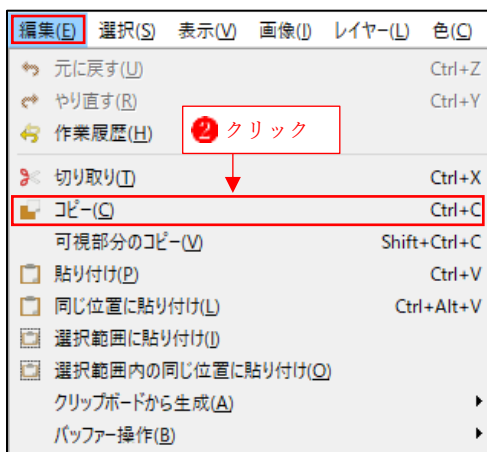 編集(E) 選択(S) 表示(V) 画像(I) レイヤー(L) 色(C)
元に戻す(U) Ctrl+Z
やり直す(R) Ctrl+Y
作業履歴(H)
2 クリック
切り取り(T) Ctrl+X
コピー(C) Ctrl+C
可視部分のコピー(V) Shift+Ctrl+C
貼り付け(P) Ctrl+V
同じ位置に貼り付け(L) Ctrl+Alt+V
選択範囲に貼り付け(I)
選択範囲内の同じ位置に貼り付け(O)
クリップボードから生成(A)
バッファー操作(B)